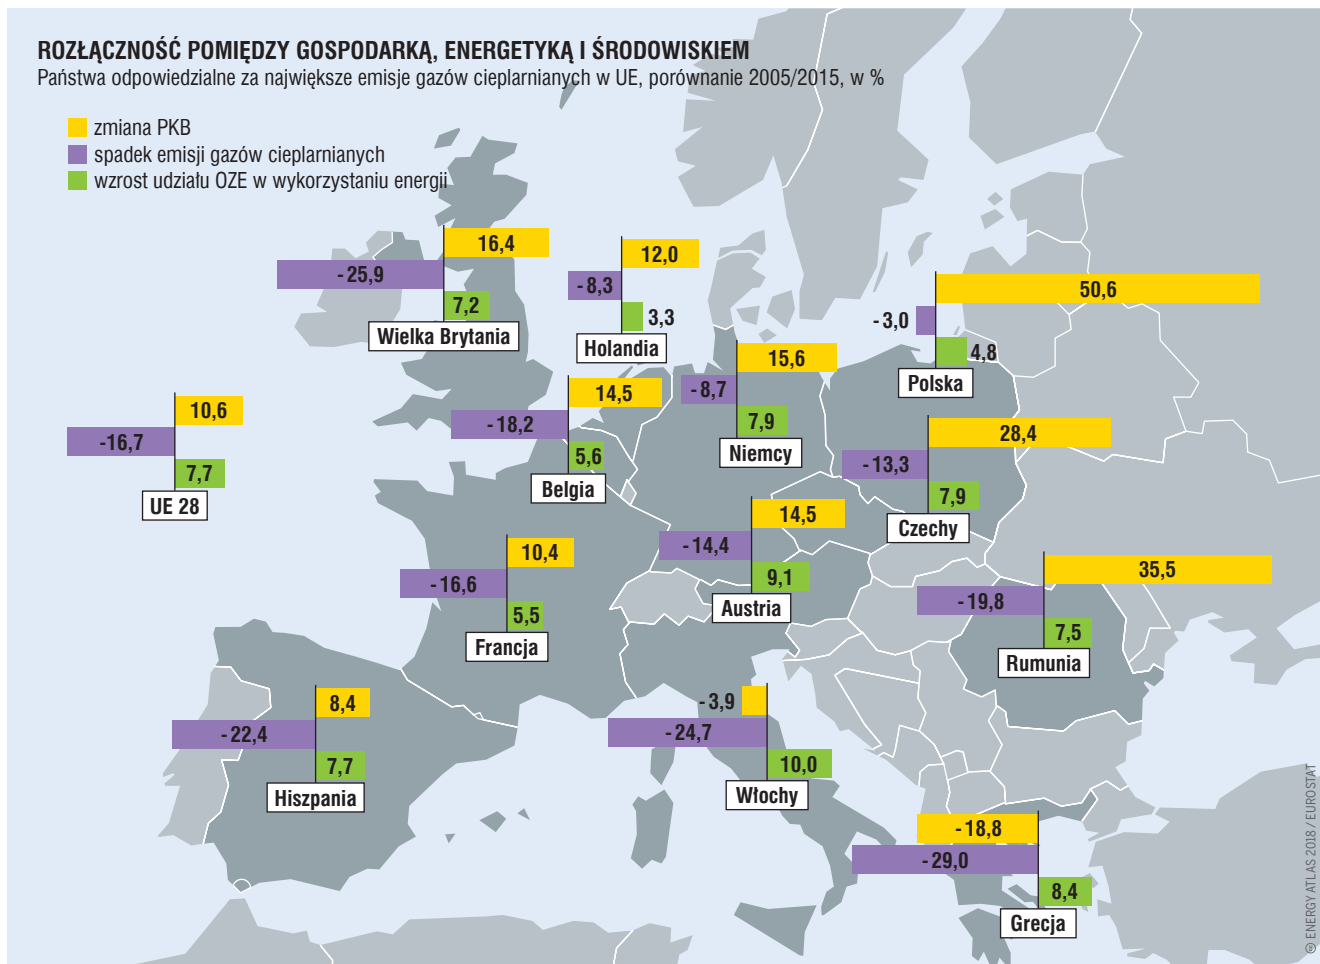 ROZŁĄCZNOŚĆ POMIĘDZY GOSPODARKĄ, ENERGETYKĄ I ŚRODOWISKIEM
Państwa odpowiedzialne za największe emisje gazów cieplarnianych w UE, porównanie 2005/2015, w %
zmiana PKB
spadek emisji gazów cieplarnianych
wzrost udziału OZE w wykorzystaniu energii
16,4
-25,9
7,2
Wielka Brytania
12,0
-8,3
3,3
Holandia
50,6
-3,0
4,8
Polska
15,6
-8,7
7,9
Niemcy
14,5
-18,2
5,6
Belgia
10,6
-16,7
7,7
UE 28
28,4
-13,3
7,9
Czechy
14,5
-14,4
9,1
Austria
10,4
-16,6
5,5
Francja
35,5
-19,8
7,5
Rumunia
8,4
-22,4
7,7
Hiszpania
-3,9
-24,7
10,0
Włochy
-18,8
-29,0
8,4
Grecja
© ENERGY ATLAS 2018 / EUROSTAT